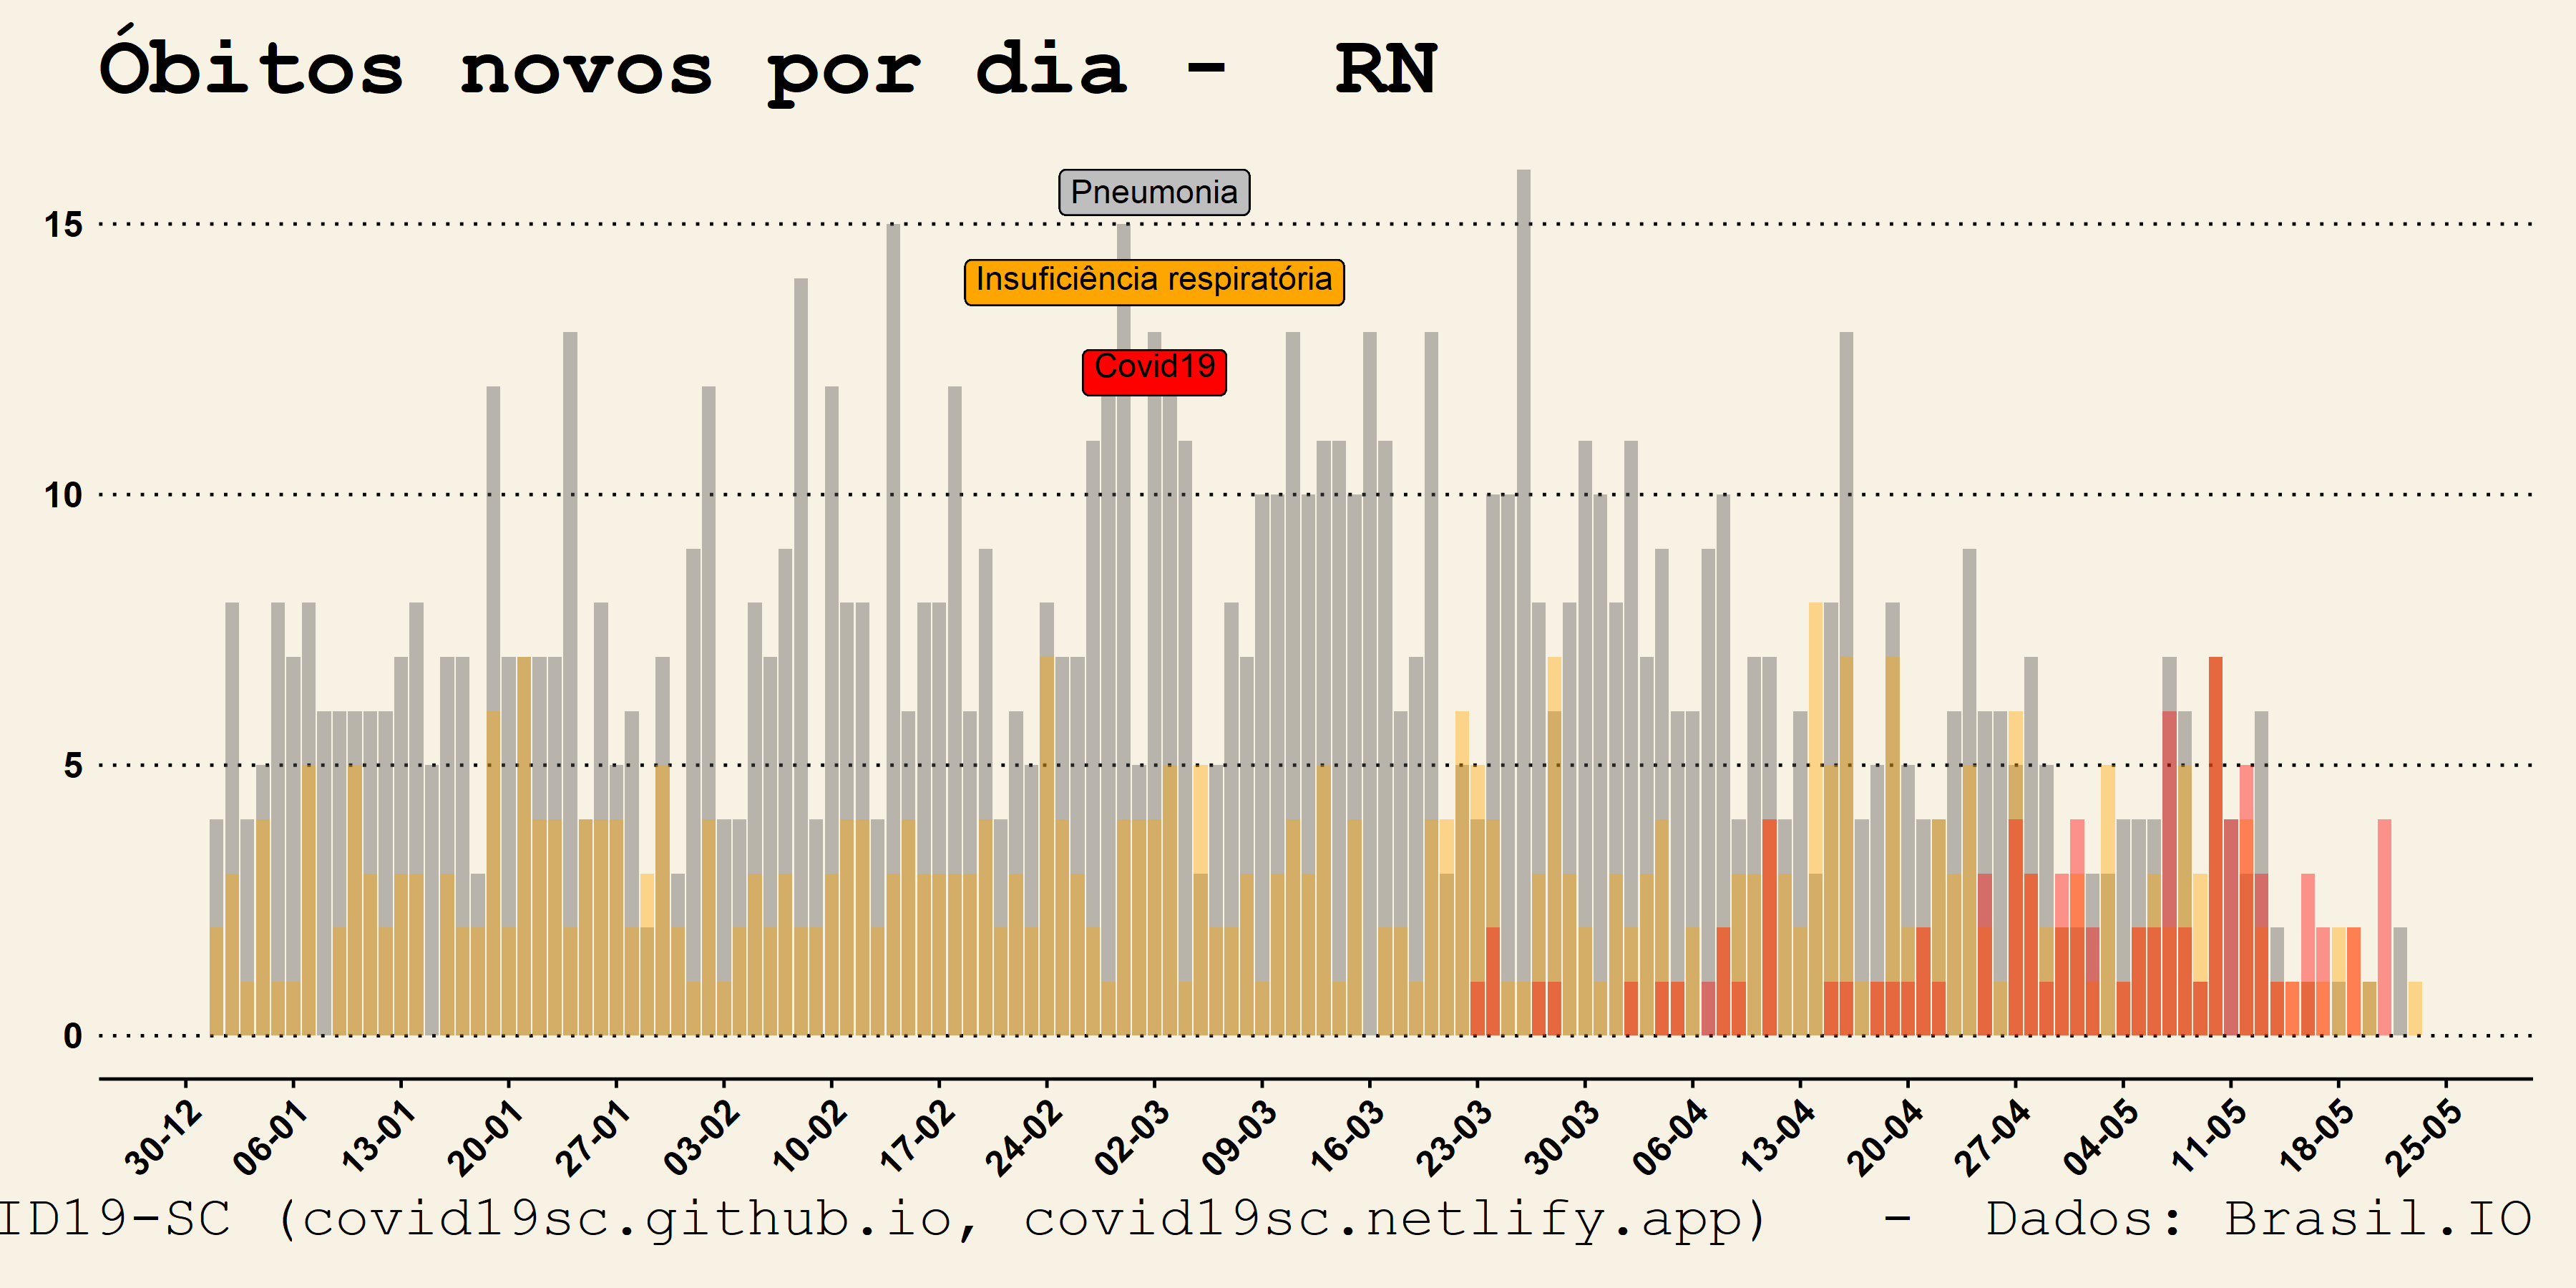 Óbitos novos por dia - RN
Pneumonia
15
Insuficiência respiratória
Covid19
10
5
0
30-12 06-01 13-01 20-01 27-01 03-02 10-02 17-02 24-02 02-03 09-03 16-03 23-03 30-03 06-04 13-04 20-04 27-04 04-05 11-05 18-05 25-05
ID19-SC (covid19sc.github.io, covid19sc.netlify.app) - Dados: Brasil.IO